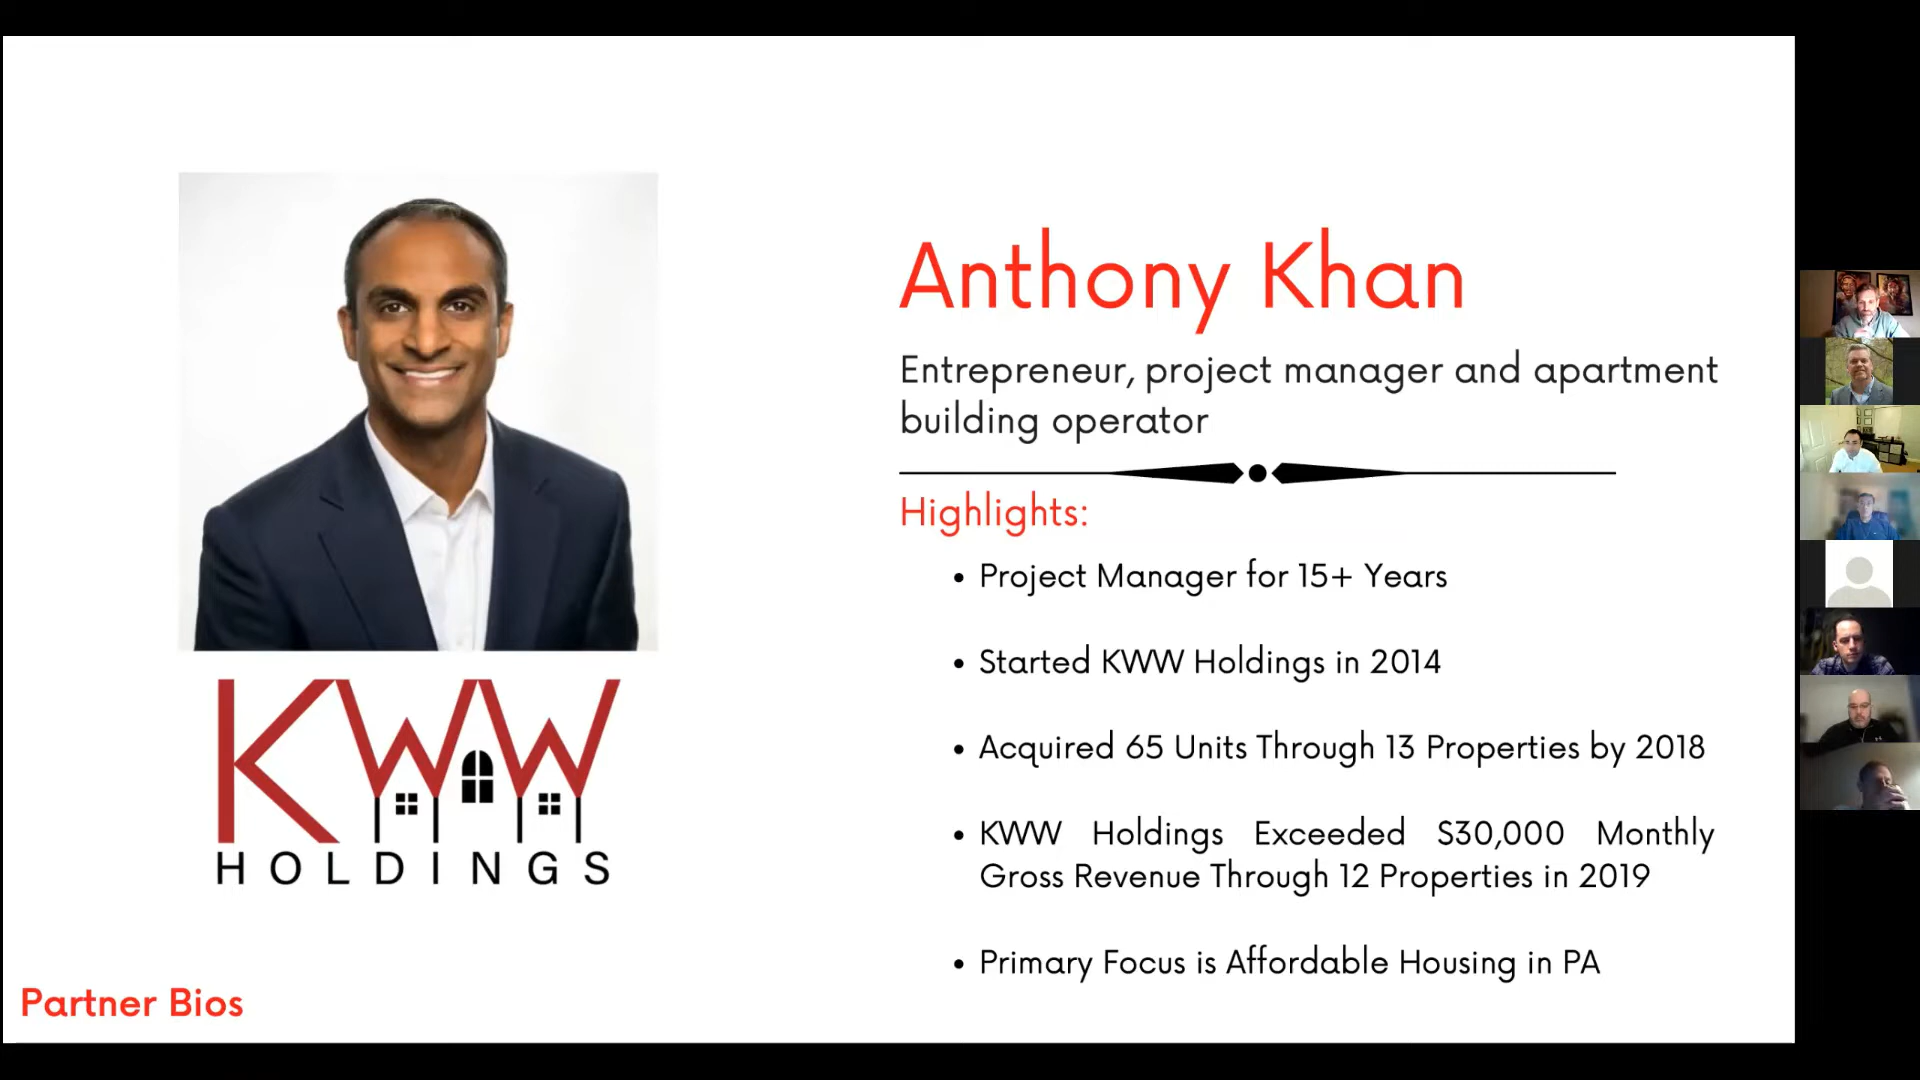 Anthony Khan
Entrepreneur, project manager and apartment
building operator
Highlights:
• Project Manager for 15+ Years
• Started KWW Holdings in 2014
• Acquired 65 Units Through 13 Properties by 2018
• KWW Holdings Exceeded $30,000 Monthly
Gross Revenue Through 12 Properties in 2019
• Primary Focus is Affordable Housing in PA
KWW
HOLDINGS
Partner Bios